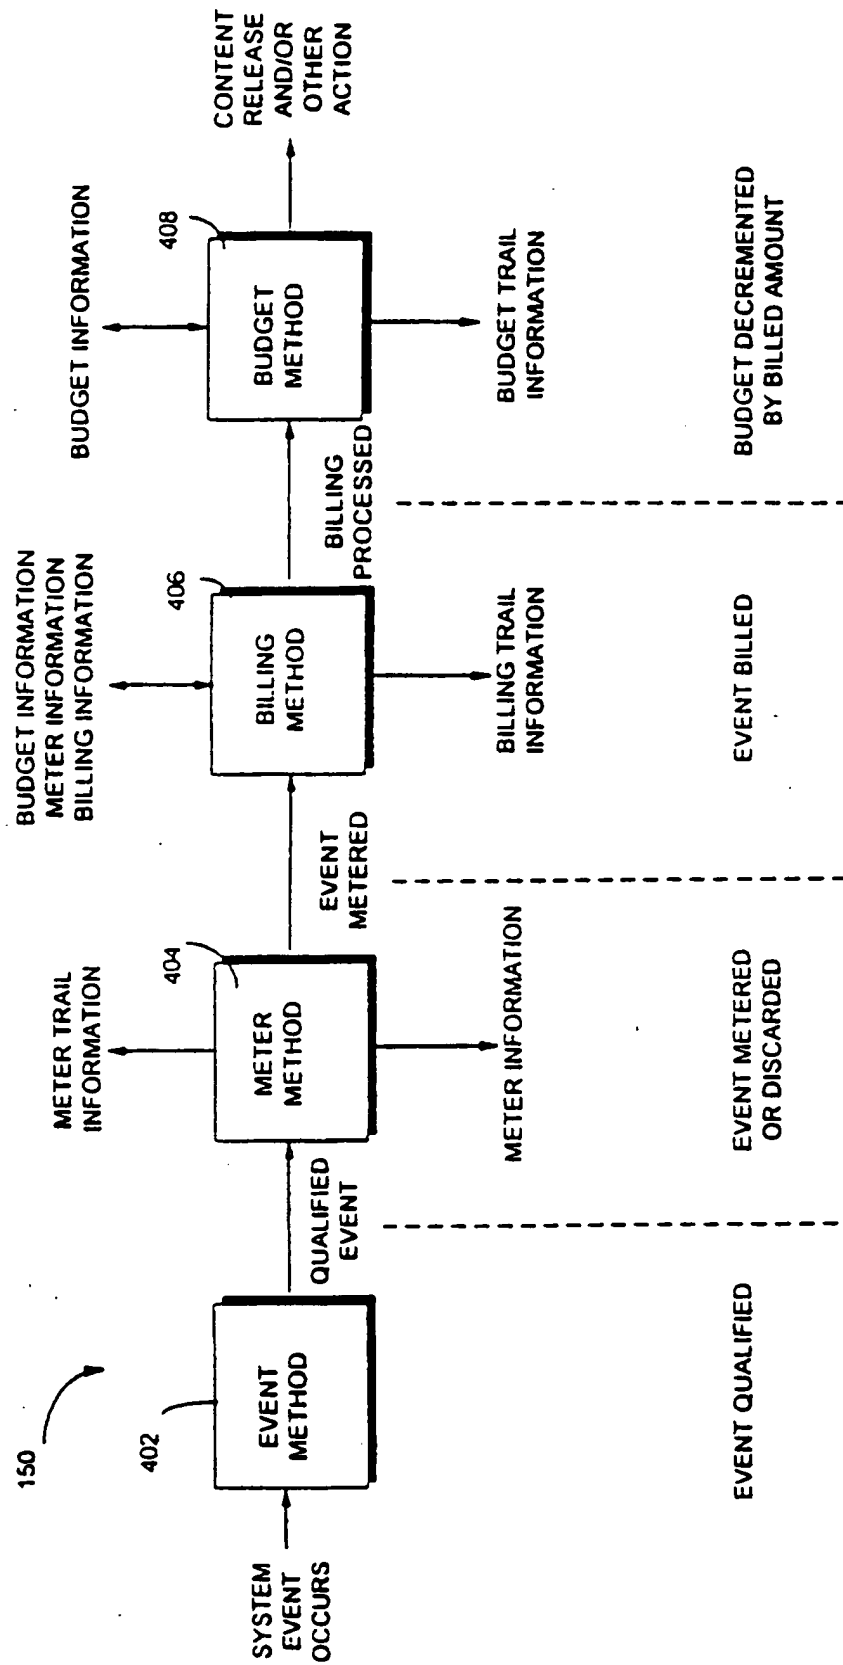 150
SYSTEM
EVENT
OCCURS
402
EVENT
METHOD
QUALIFIED
EVENT
METER TRAIL
INFORMATION
404
METER
METHOD
METER INFORMATION
EVENT
METERED
BUDGET INFORMATION
METER INFORMATION
BILLING INFORMATION
406
BILLING
METHOD
BILLING TRAIL
INFORMATION
BILLING
PROCESSED
BUDGET INFORMATION
408
BUDGET
METHOD
BUDGET TRAIL
INFORMATION
CONTENT
RELEASE
AND/OR
OTHER
ACTION
EVENT QUALIFIED
EVENT METERED
OR DISCARDED
EVENT BILLED
BUDGET DECREMENTED
BY BILLED AMOUNT